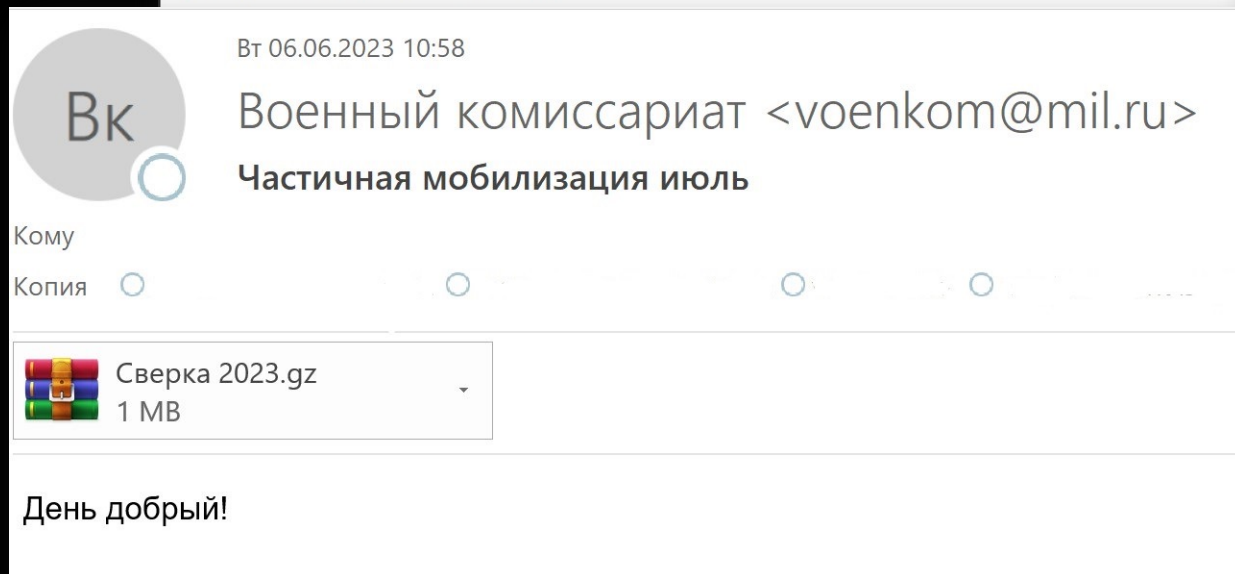 Вт 06.06.2023 10:58
Вк
Военный комиссариат <voenkom@mil.ru>
Частичная мобилизация июль
Кому
Копия
Сверка 2023.gz
1 MB
День добрый!